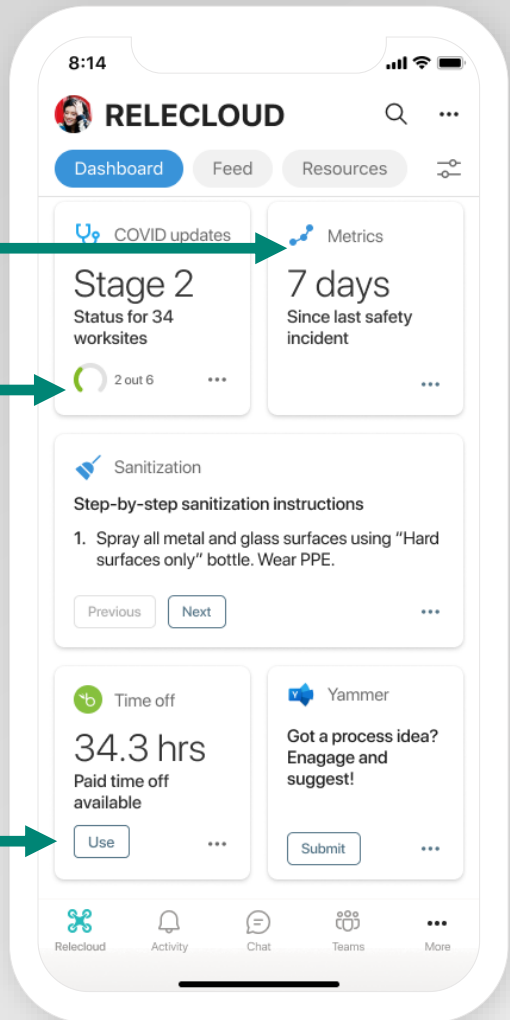 8:14
RELECLOUD
Dashboard
Feed
Resources
COVID updates
Stage 2
Status for 34
worksites
2 out 6
Metrics
7 days
Since last safety
incident
Sanitization
Step-by-step sanitization instructions
1. Spray all metal and glass surfaces using “Hard
surfaces only” bottle. Wear PPE.
Previous
Next
Time off
34.3 hrs
Paid time off
available
Use
Yammer
Got a process idea?
Enagage and
suggest!
Submit
Relecloud
Activity
Chat
Teams
More